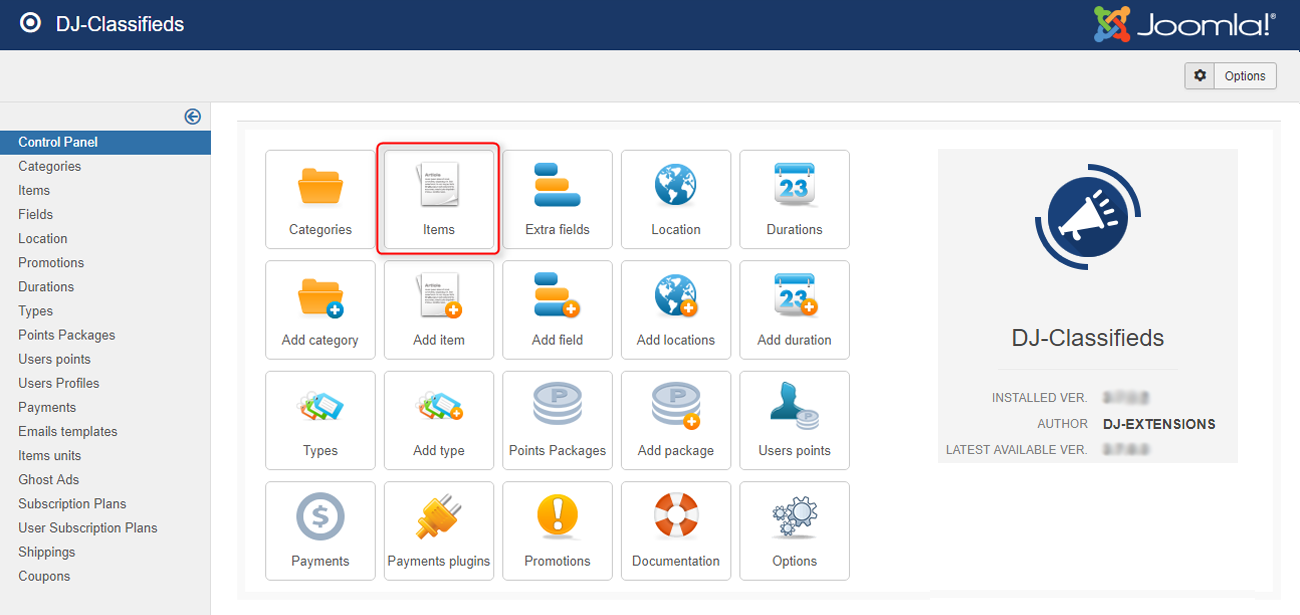 DJ-Classifieds
Joomla!®
Options
Control Panel
Categories
Items
Fields
Location
Promotions
Durations
Types
Points Packages
Users points
Users Profiles
Payments
Emails templates
Items units
Ghost Ads
Subscription Plans
User Subscription Plans
Shippings
Coupons
Categories
Items
Extra fields
Location
23
Durations
Add category
Add item
Add field
Add locations
23
Add duration
Types
Add type
P
Points Packages
P
Add package
P
Users points
$
Payments
Payments plugins
!
Promotions
Documentation
Options
DJ-Classifieds
INSTALLED VER.
AUTHOR DJ-EXTENSIONS
LATEST AVAILABLE VER.